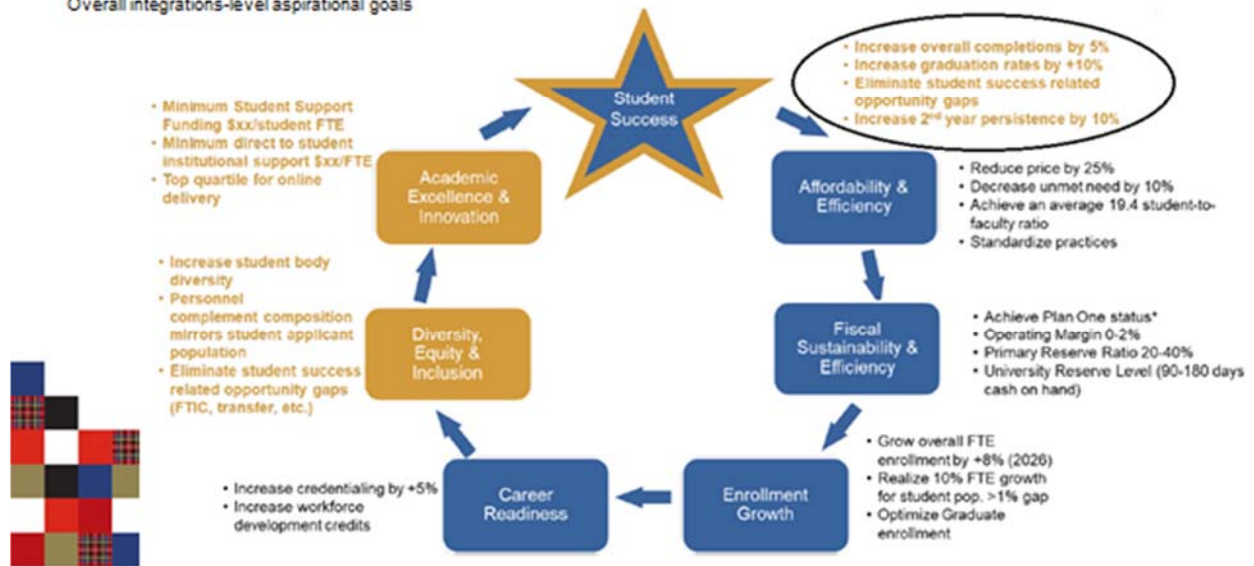 Overall integrations-level aspirational goals
Student
Success
• Increase overall completions by 5%
• Increase graduation rates by +10%
• Eliminate student success related
opportunity gaps
• Increase 2nd year persistence by 10%
Affordability &
Efficiency
• Reduce price by 25%
• Decrease unmet need by 10%
• Achieve an average 19.4 student-to-
faculty ratio
• Standardize practices
Fiscal
Sustainability &
Efficiency
• Achieve Plan One status*
• Operating Margin 0-2%
• Primary Reserve Ratio 20-40%
• University Reserve Level (90-180 days
cash on hand)
Enrollment
Growth
• Grow overall FTE
enrollment by +8% (2026)
• Realize 10% FTE growth
for student pop. >1% gap
• Optimize Graduate
enrollment
Career
Readiness
• Increase credentialing by +5%
• Increase workforce
development credits
Diversity,
Equity &
Inclusion
• Increase student body
diversity
• Personnel
complement composition
mirrors student applicant
population
• Eliminate student success
related opportunity gaps
(FTIC, transfer, etc.)
Academic
Excellence &
Innovation
• Minimum Student Support
Funding $xx/student FTE
• Minimum direct to student
institutional support $xx/FTE
• Top quartile for online
delivery